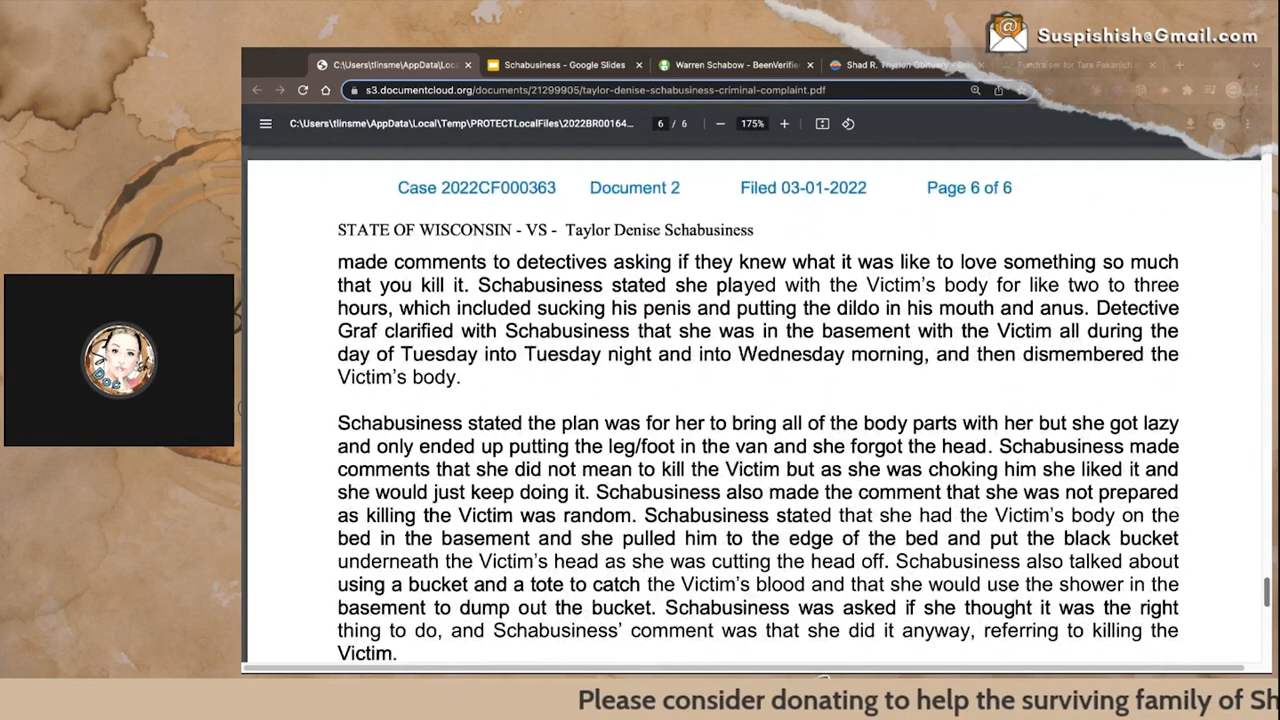 Suspishish@Gmail.com
C:\Users\tlinsme\AppData\Loc
Schabusiness - Google Slides
Warren Schabow - BeenVerifie
Shad R. Thyrion Obituary
Fundraiser for Tara Pakanich
s3.documentcloud.org/documents/21299905/taylor-denise-schabusiness-criminal-complaint.pdf
C:\Users\tlinsme\AppData\Local\Temp\PROTECTLocalFiles\2022BR00164...
6 / 6
175%
Case 2022CF000363 Document 2 Filed 03-01-2022 Page 6 of 6
STATE OF WISCONSIN - VS - Taylor Denise Schabusiness
made comments to detectives asking if they knew what it was like to love something so much
that you kill it. Schabusiness stated she played with the Victim's body for like two to three
hours, which included sucking his penis and putting the dildo in his mouth and anus. Detective
Graf clarified with Schabusiness that she was in the basement with the Victim all during the
day of Tuesday into Tuesday night and into Wednesday morning, and then dismembered the
Victim's body.
Schabusiness stated the plan was for her to bring all of the body parts with her but she got lazy
and only ended up putting the leg/foot in the van and she forgot the head. Schabusiness made
comments that she did not mean to kill the Victim but as she was choking him she liked it and
she would just keep doing it. Schabusiness also made the comment that she was not prepared
as killing the Victim was random. Schabusiness stated that she had the Victim's body on the
bed in the basement and she pulled him to the edge of the bed and put the black bucket
underneath the Victim's head as she was cutting the head off. Schabusiness also talked about
using a bucket and a tote to catch the Victim's blood and that she would use the shower in the
basement to dump out the bucket. Schabusiness was asked if she thought it was the right
thing to do, and Schabusiness' comment was that she did it anyway, referring to killing the
Victim.
DOC
Please consider donating to help the surviving family of Sh